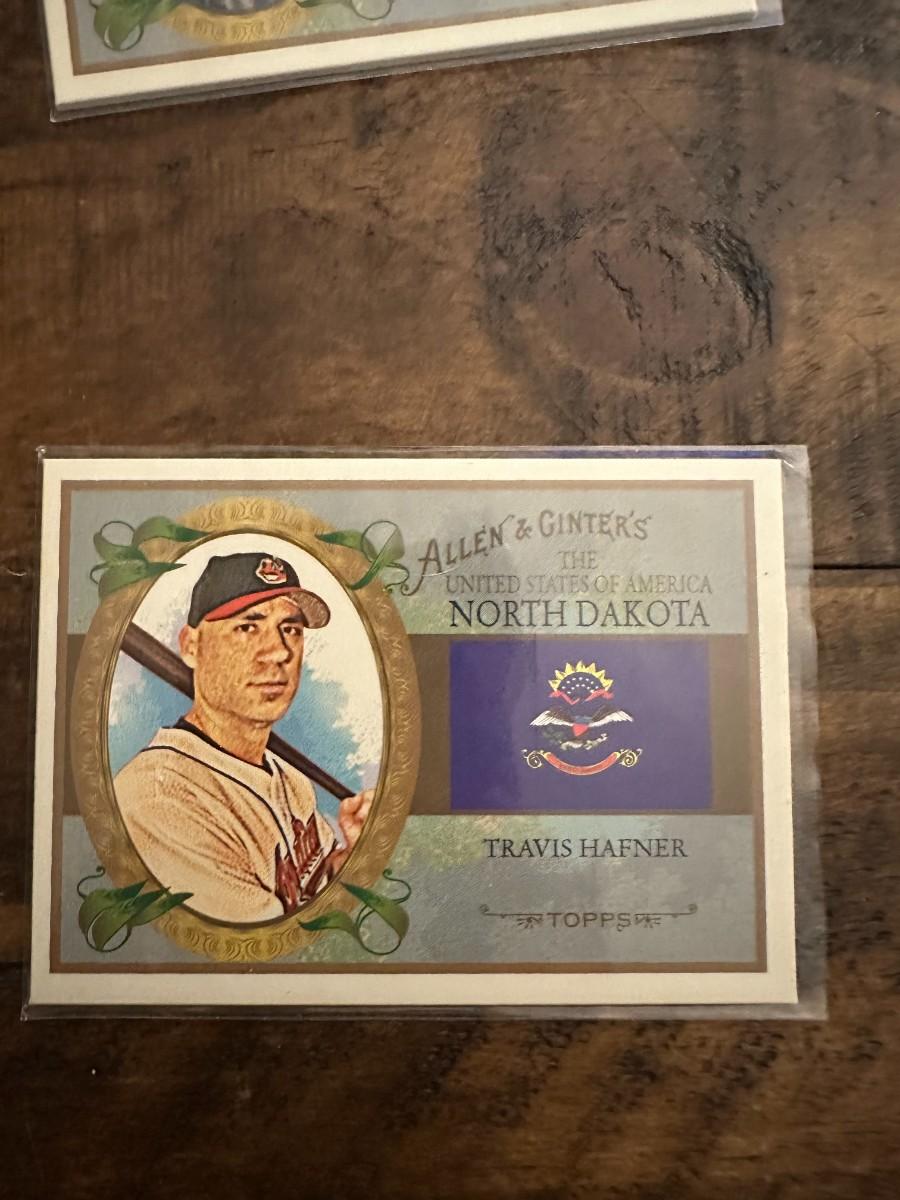 ALLEN & GINTER'S
THE
UNITED STATES OF AMERICA
NORTH DAKOTA
TRAVIS HAFNER
TOPPS